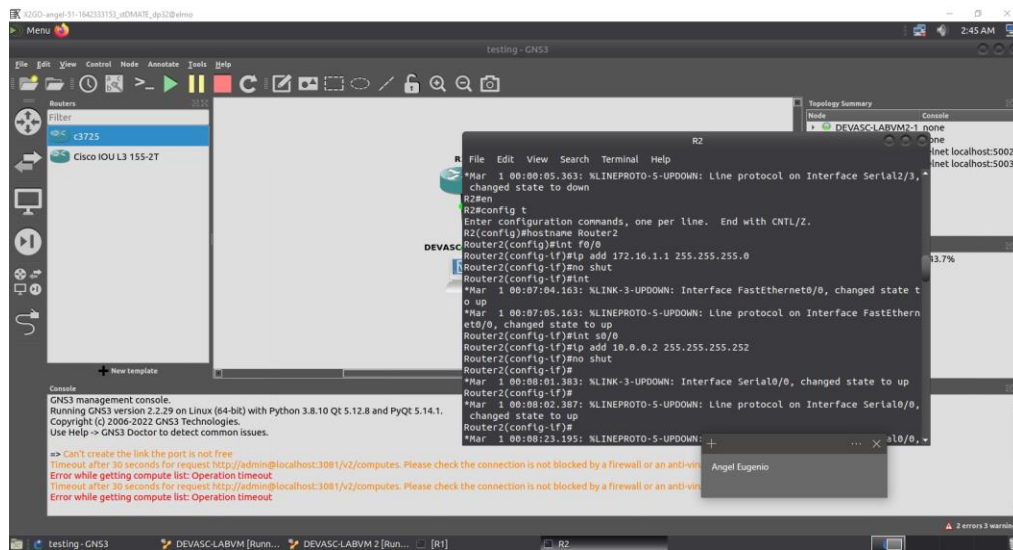 X2GO-angel-51-1642333153_stDMATE_dp32@elmo
Menu
2:45 AM
testing - GNS3
File Edit View Control Node Annotate Tools Help
Routers
Filter
c3725
Cisco IOU L3 155-2T
New template
Topology Summary
Node Console
DEVASC-LABVM2-1 none
one
elnet localhost:5002
elnet localhost:5003
43.7%
R
DEVASC
R2
File Edit View Search Terminal Help
*Mar 1 00:00:05.363: %LINEPROTO-5-UPDOWN: Line protocol on Interface Serial2/3,
changed state to down
R2#en
R2#config t
Enter configuration commands, one per line. End with CNTL/Z.
R2(config)#hostname Router2
Router2(config)#int f0/0
Router2(config-if)#ip add 172.16.1.1 255.255.255.0
Router2(config-if)#no shut
Router2(config-if)#int
*Mar 1 00:07:04.163: %LINK-3-UPDOWN: Interface FastEthernet0/0, changed state t
o up
*Mar 1 00:07:05.163: %LINEPROTO-5-UPDOWN: Line protocol on Interface FastEthern
et0/0, changed state to up
Router2(config-if)#int s0/0
Router2(config-if)#ip add 10.0.0.2 255.255.255.252
Router2(config-if)#no shut
Router2(config-if)#
*Mar 1 00:08:01.383: %LINK-3-UPDOWN: Interface Serial0/0, changed state to up
Router2(config-if)#
*Mar 1 00:08:02.387: %LINEPROTO-5-UPDOWN: Line protocol on Interface Serial0/0,
changed state to up
Router2(config-if)#
*Mar 1 00:08:23.195: %LINEPROTO-5-UPDOWN: al0/0,
Angel Eugenio
Console
GNS3 management console.
Running GNS3 version 2.2.29 on Linux (64-bit) with Python 3.8.10 Qt 5.12.8 and PyQt 5.14.1.
Copyright (c) 2006-2022 GNS3 Technologies.
Use Help -> GNS3 Doctor to detect common issues.
=> Can't create the link the port is not free
Timeout after 30 seconds for request http://admin@localhost:3081/v2/computes. Please check the connection is not blocked by a firewall or an anti-vir
Error while getting compute list: Operation timeout
Timeout after 30 seconds for request http://admin@localhost:3081/v2/computes. Please check the connection is not blocked by a firewall or an anti-vir
Error while getting compute list: Operation timeout
2 errors 3 warnin
testing - GNS3
DEVASC-LABVM [Runn...
DEVASC-LABVM 2 [Run...
[R1]
R2